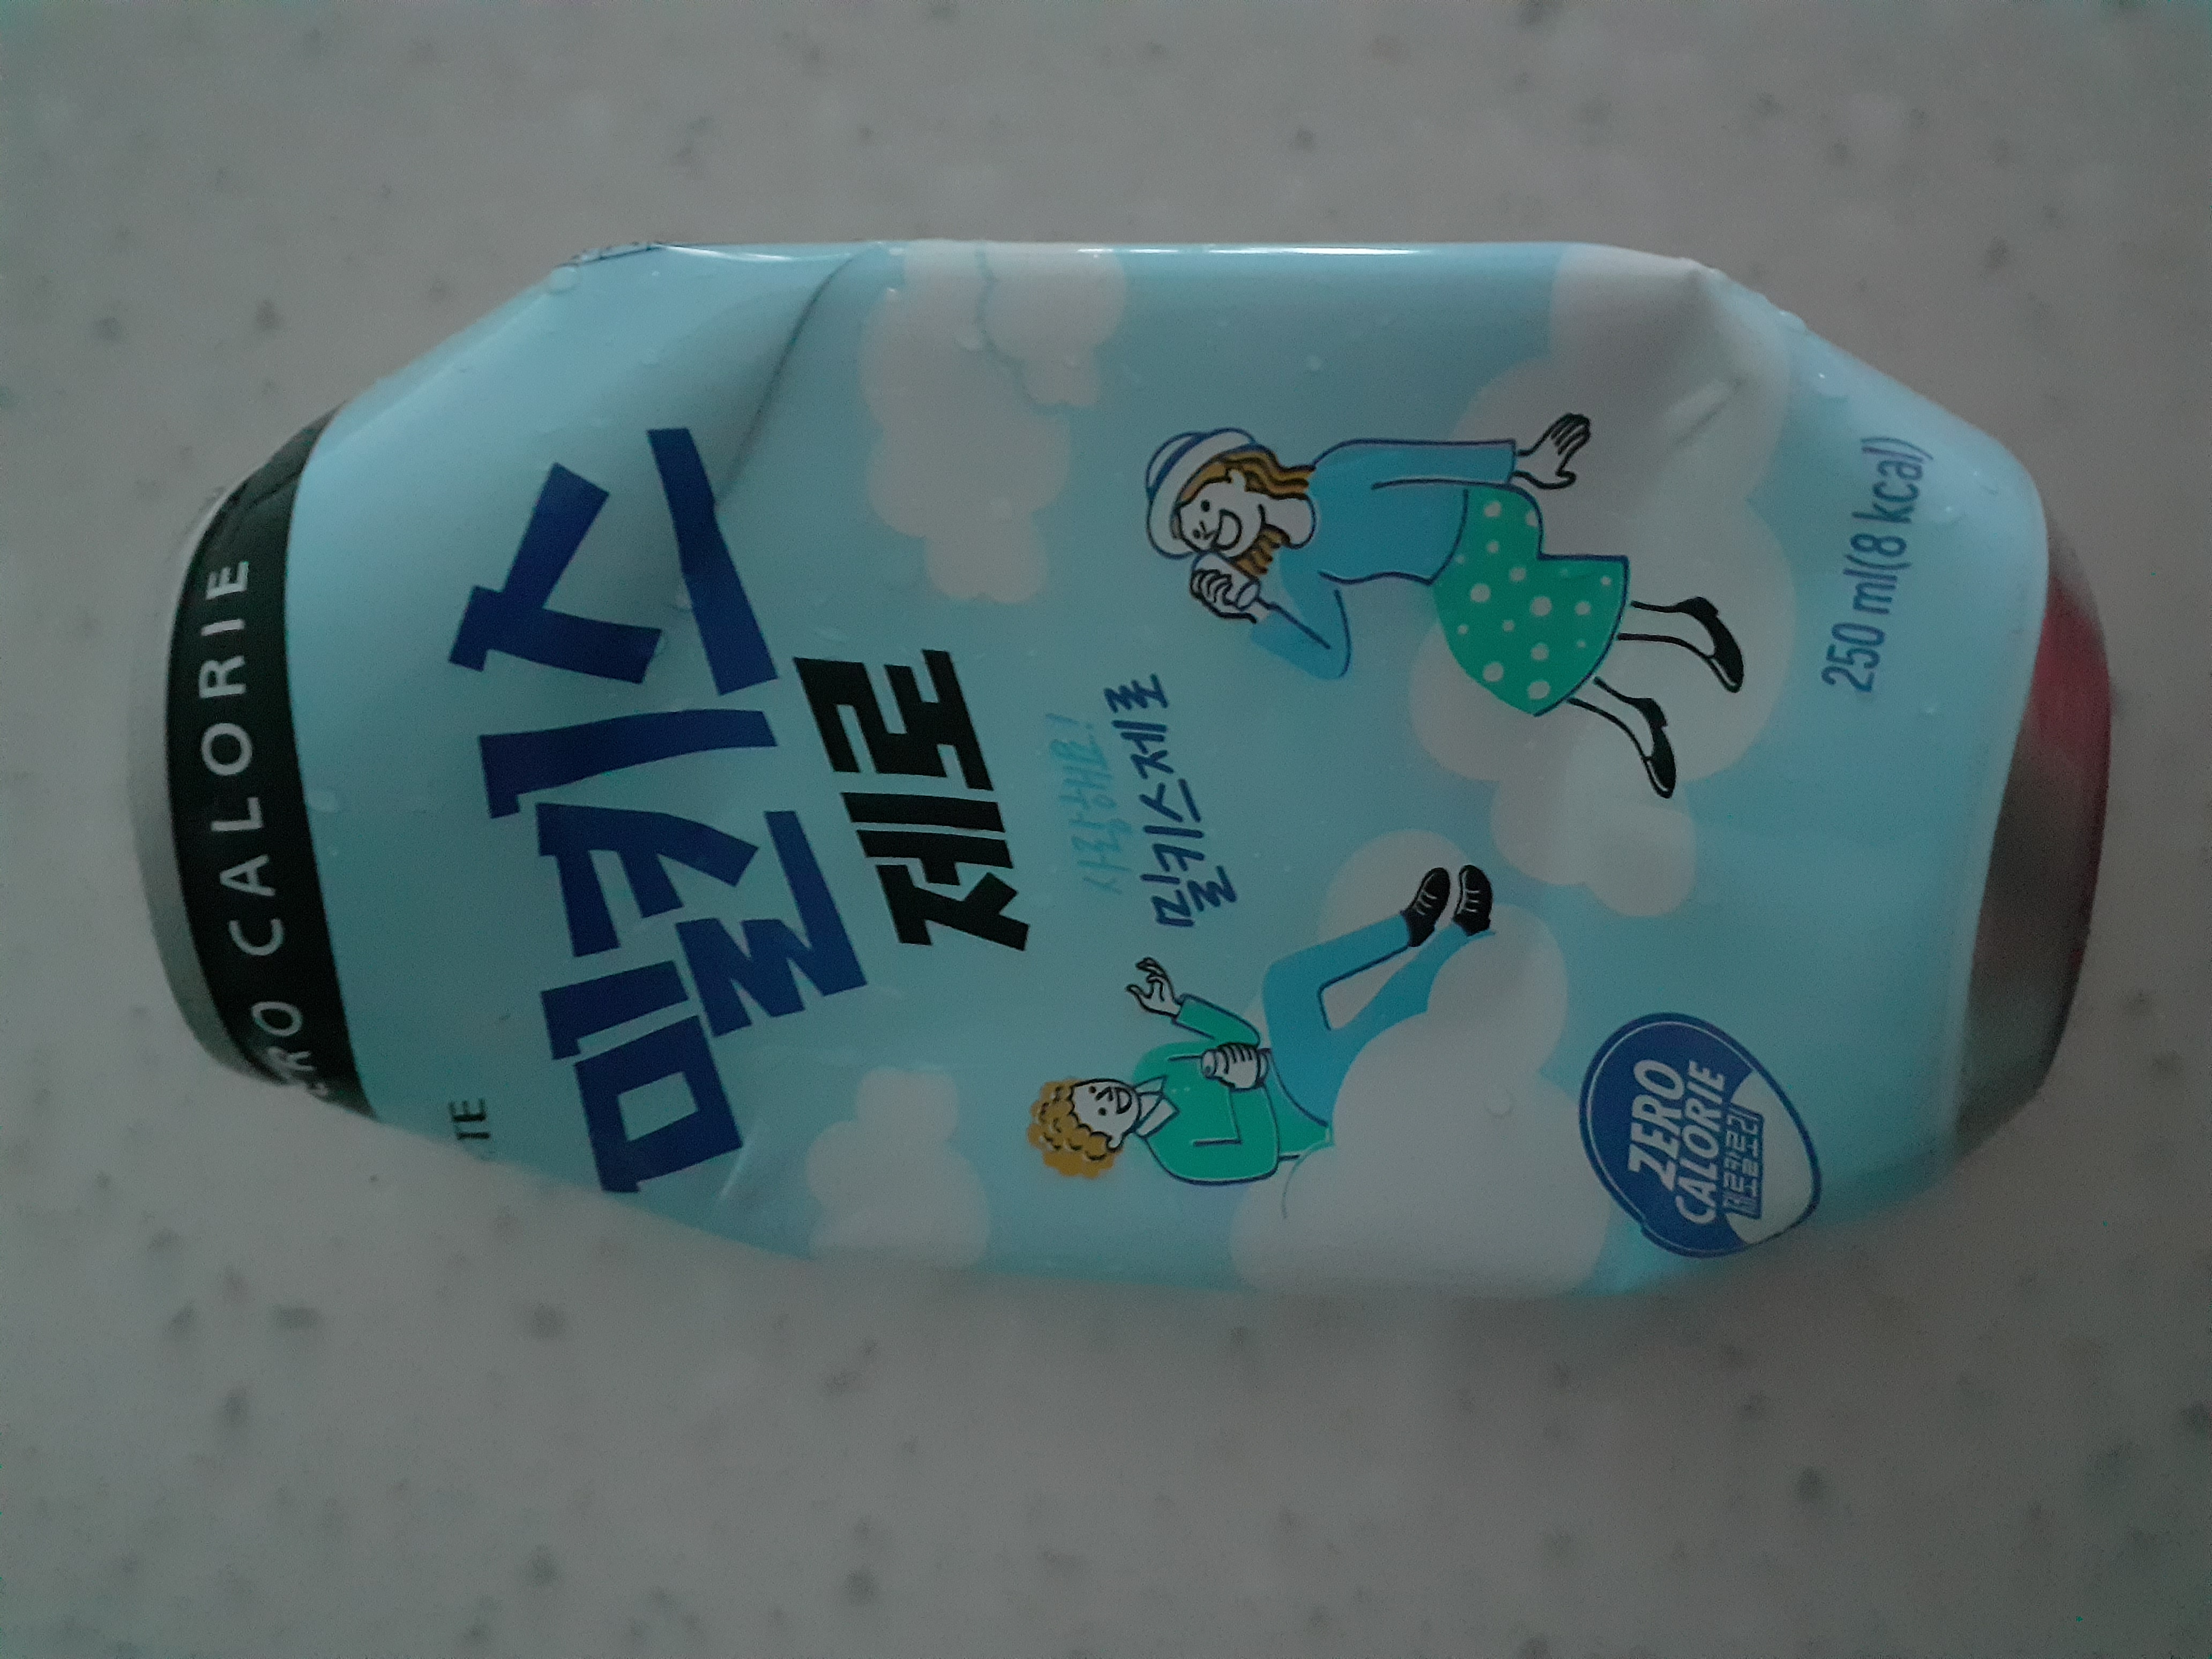 ZERO CALORIE
밀키스
제로
사랑해요!
밀키스제로
ZERO
CALORIE
제로칼로리
250 ml(8 kcal)